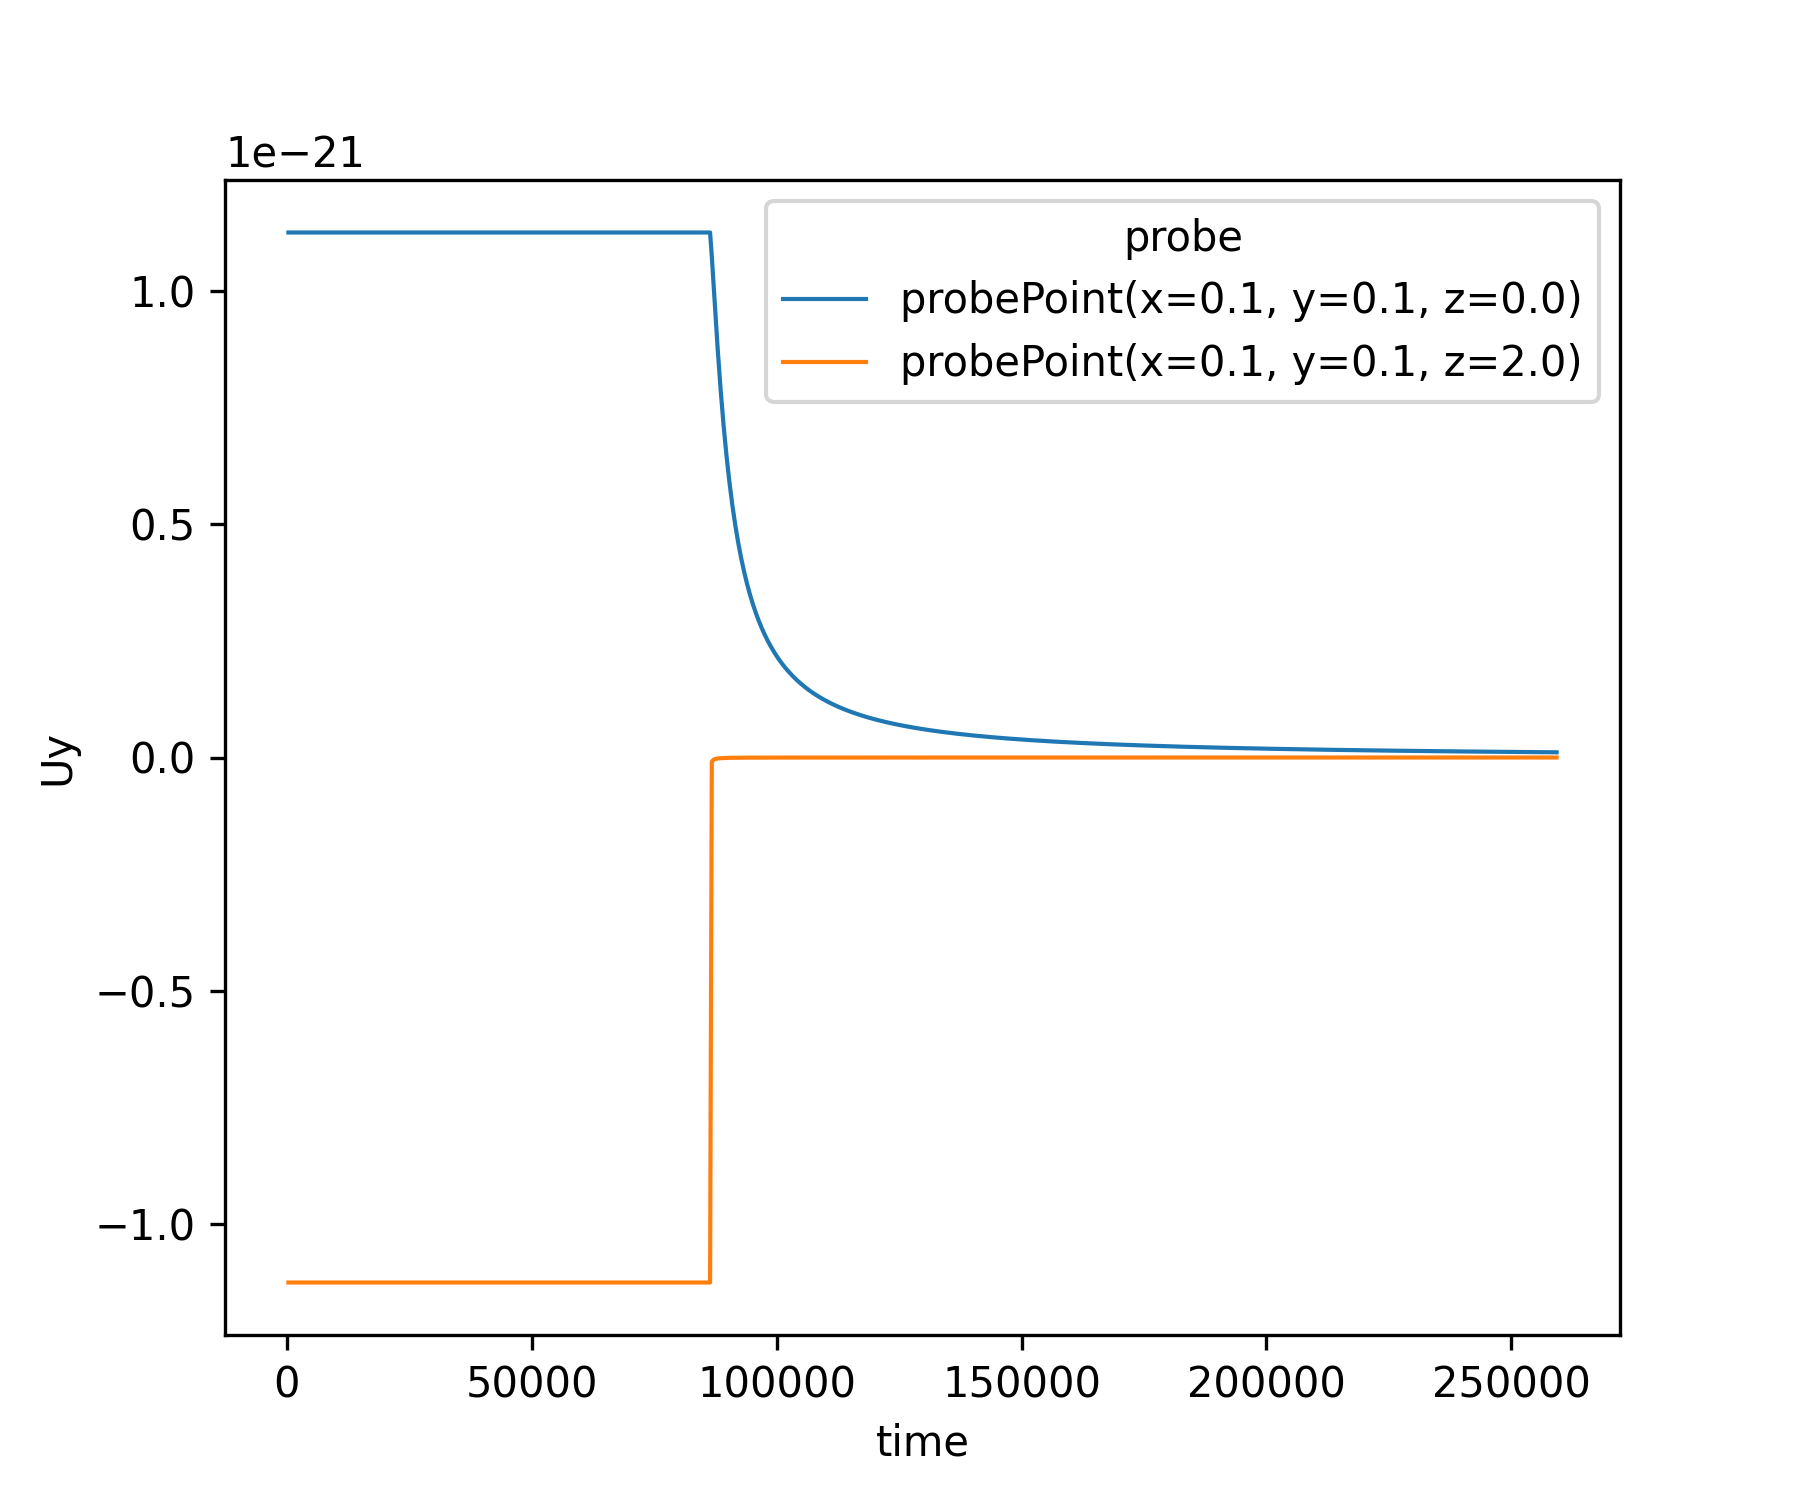 1e−21
probe
probePoint(x=0.1, y=0.1, z=0.0)
probePoint(x=0.1, y=0.1, z=2.0)
1.0
0.5
0.0
−0.5
−1.0
Uy
0 50000 100000 150000 200000 250000
time